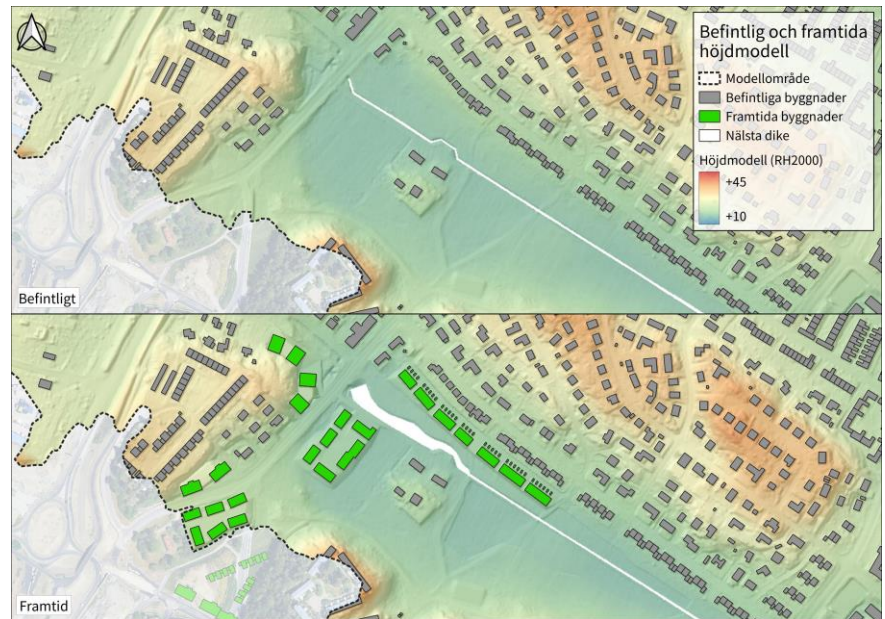 Befintlig och framtida
höjdmodell
Modellområde
Befintliga byggnader
Framtida byggnader
Nälsta dike
Höjdmodell (RH2000)
+45
+10
Befintligt
Framtid